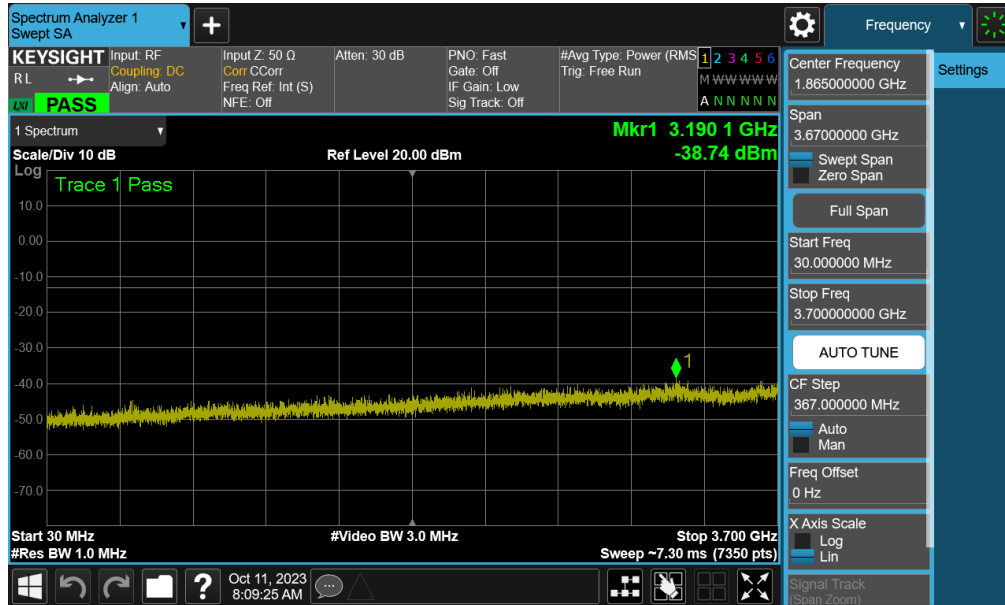 Spectrum Analyzer 1
Swept SA
Frequency
KEYSIGHT
R L
LXI
PASS
Input: RF
Coupling: DC
Align: Auto
Input Z: 50 Ω
Corr CCorr
Freq Ref: Int (S)
NFE: Off
Atten: 30 dB
PNO: Fast
Gate: Off
IF Gain: Low
Sig Track: Off
#Avg Type: Power (RMS
Trig: Free Run
1 2 3 4 5 6
M W W W W W
A N N N N N
1 Spectrum
Scale/Div 10 dB
Ref Level 20.00 dBm
Mkr1 3.190 1 GHz
-38.74 dBm
Log
Trace 1 Pass
10.0
0.00
-10.0
-20.0
-30.0
1
-40.0
-50.0
-60.0
-70.0
Start 30 MHz
#Video BW 3.0 MHz
Stop 3.700 GHz
#Res BW 1.0 MHz
Sweep ~7.30 ms (7350 pts)
Center Frequency
1.865000000 GHz
Span
3.67000000 GHz
Swept Span
Zero Span
Full Span
Start Freq
30.000000 MHz
Stop Freq
3.700000000 GHz
AUTO TUNE
CF Step
367.000000 MHz
Auto
Man
Freq Offset
0 Hz
X Axis Scale
Log
Lin
Signal Track
(Span Zoom)
Settings
?
Oct 11, 2023
8:09:25 AM